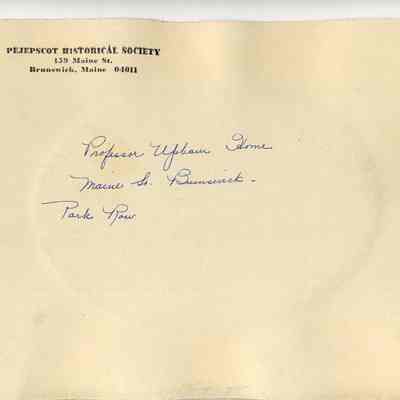 PEJEPSCOT HISTORICAL SOCIETY
159 Maine St.
Brunswick, Maine 04011
Professor Upham Home
Maine St. Brunswick -
Park Row